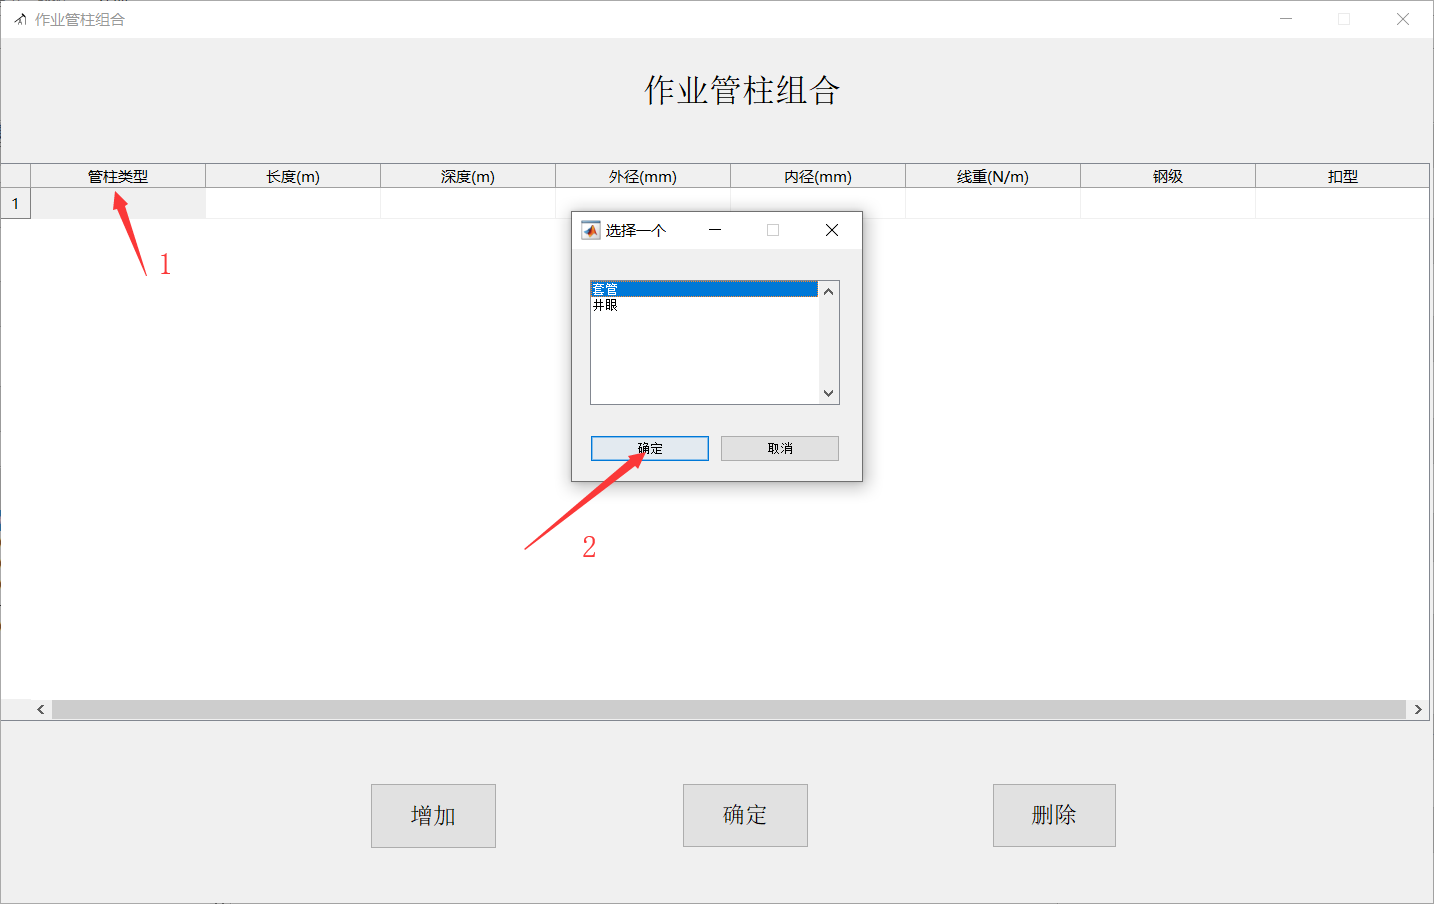 作业管柱组合
作业管柱组合
管柱类型 长度(m) 深度(m) 外径(mm) 内径(mm) 线重(N/m) 钢级 扣型
1
选择一个
1
套管
井眼
确定 取消
2
增加 确定 删除